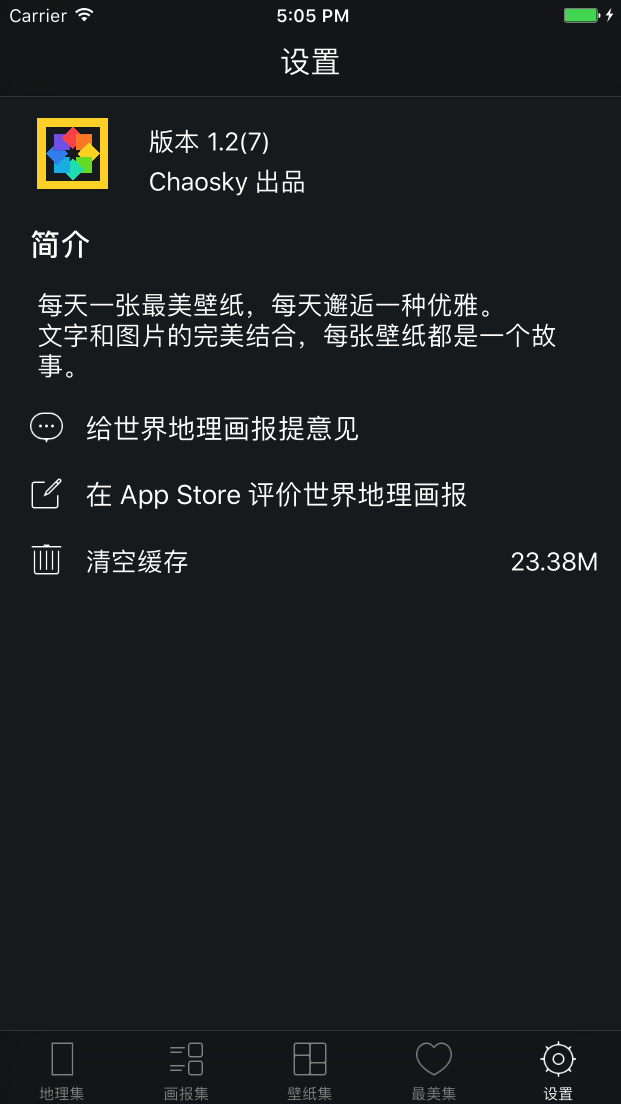 Carrier 5:05 PM
设置
版本 1.2(7)
Chaosky 出品
简介
每天一张最美壁纸，每天邂逅一种优雅。
文字和图片的完美结合，每张壁纸都是一个故
事。
给世界地理画报提意见
在 App Store 评价世界地理画报
清空缓存 23.38M
地理集 画报集 壁纸集 最美集 设置